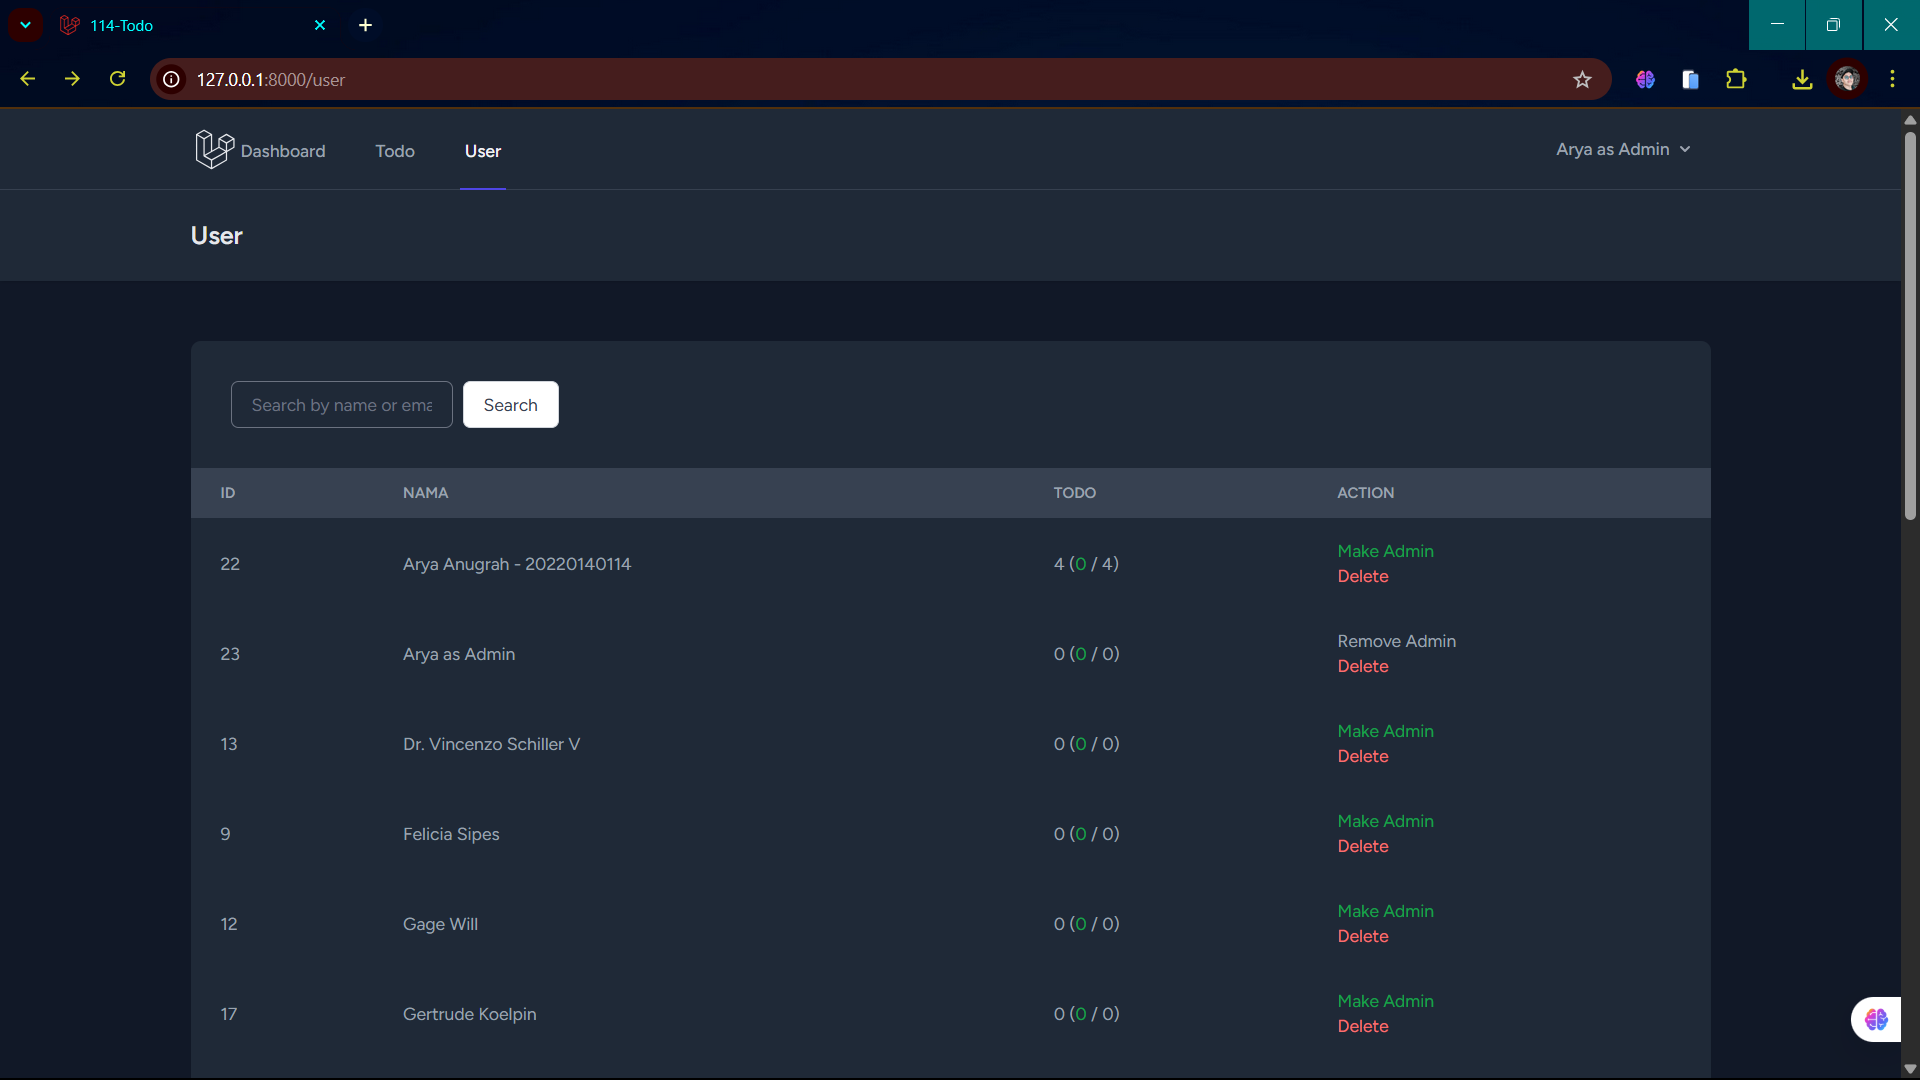 114-Todo
127.0.0.1:8000/user
Dashboard Todo User Arya as Admin
User
Search by name or ema Search
ID NAMA TODO ACTION
22 Arya Anugrah - 20220140114 4 (0 / 4) Make Admin
Delete
23 Arya as Admin 0 (0 / 0) Remove Admin
Delete
13 Dr. Vincenzo Schiller V 0 (0 / 0) Make Admin
Delete
9 Felicia Sipes 0 (0 / 0) Make Admin
Delete
12 Gage Will 0 (0 / 0) Make Admin
Delete
17 Gertrude Koelpin 0 (0 / 0) Make Admin
Delete